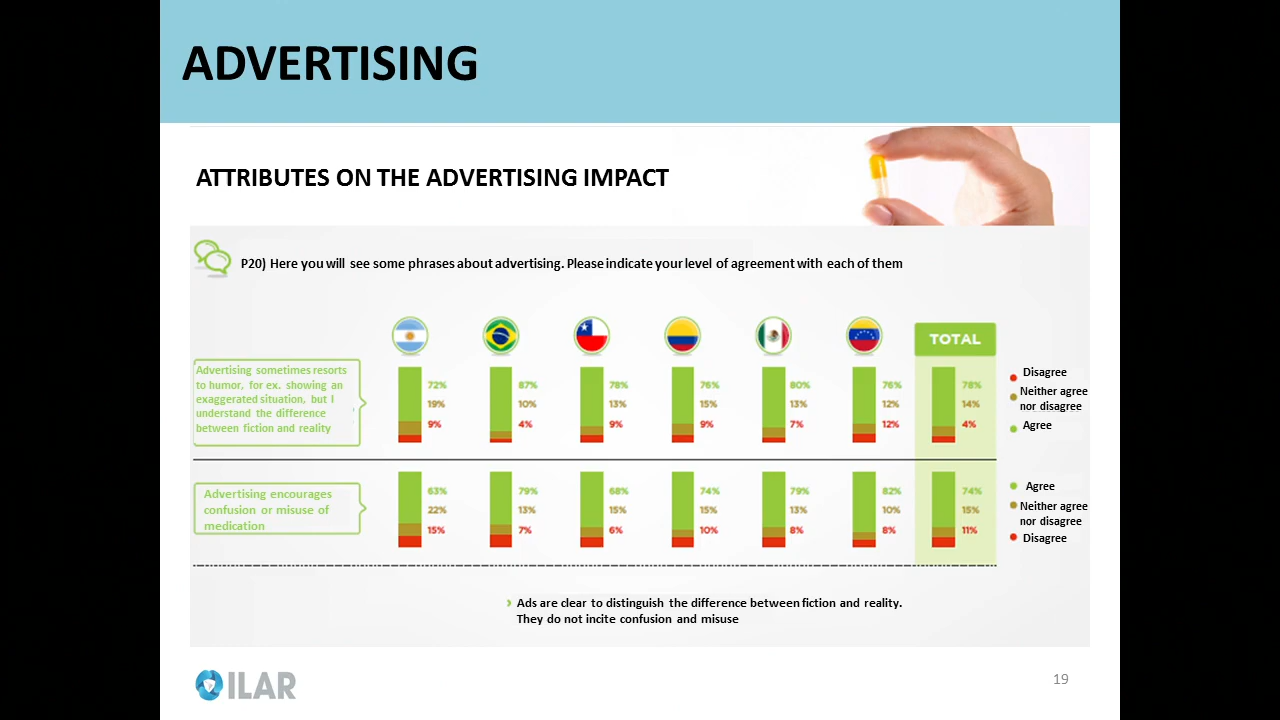 ADVERTISING
ATTRIBUTES ON THE ADVERTISING IMPACT
P20) Here you will see some phrases about advertising. Please indicate your level of agreement with each of them
TOTAL
Advertising sometimes resorts
to humor, for ex. showing an
exaggerated situation, but I
understand the difference
between fiction and reality
72% 87% 78% 76% 80% 76% 78%
19% 10% 13% 15% 13% 12% 14%
9% 4% 9% 9% 7% 12% 4%
Disagree
Neither agree
nor disagree
Agree
Advertising encourages
confusion or misuse of
medication
63% 79% 68% 74% 79% 82% 74%
22% 13% 15% 15% 13% 10% 15%
15% 7% 6% 10% 8% 8% 11%
Agree
Neither agree
nor disagree
Disagree
Ads are clear to distinguish the difference between fiction and reality.
They do not incite confusion and misuse
ILAR
19